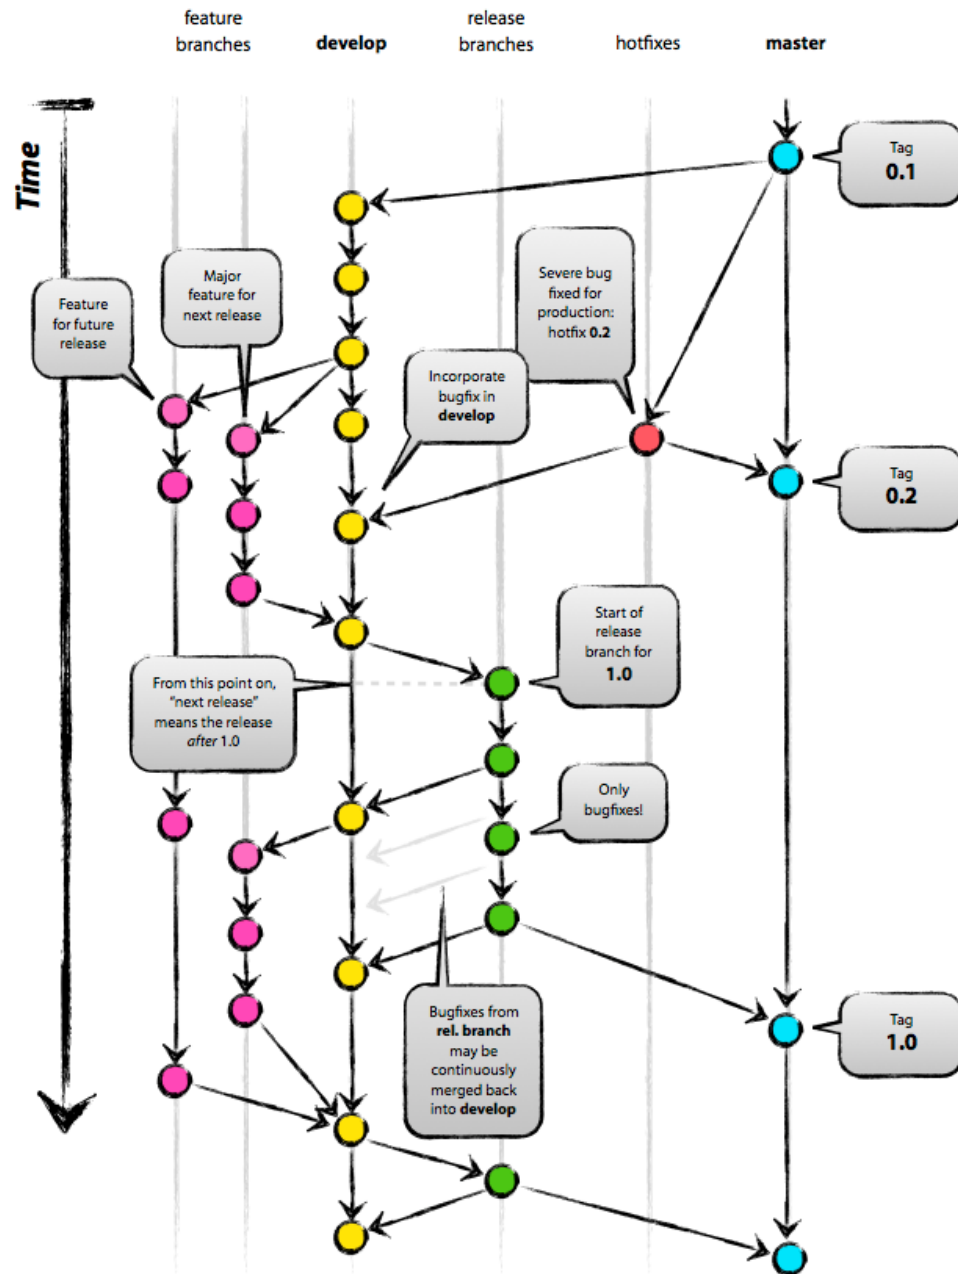 feature
branches
develop
release
branches
hotfixes
master
Time
Tag
0.1
Major
feature for
next release
Feature
for future
release
Severe bug
fixed for
production:
hotfix 0.2
Incorporate
bugfix in
develop
Tag
0.2
Start of
release
branch for
1.0
From this point on,
“next release”
means the release
after 1.0
Only
bugfixes!
Bugfixes from
rel. branch
may be
continuously
merged back
into develop
Tag
1.0